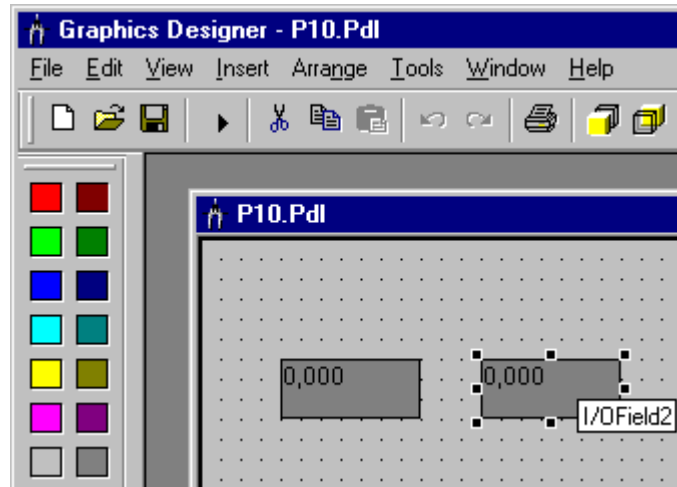 Graphics Designer - P10.Pdl
File Edit View Insert Arrange Tools Window Help
P10.Pdl
0,000 0,000
I/OField2